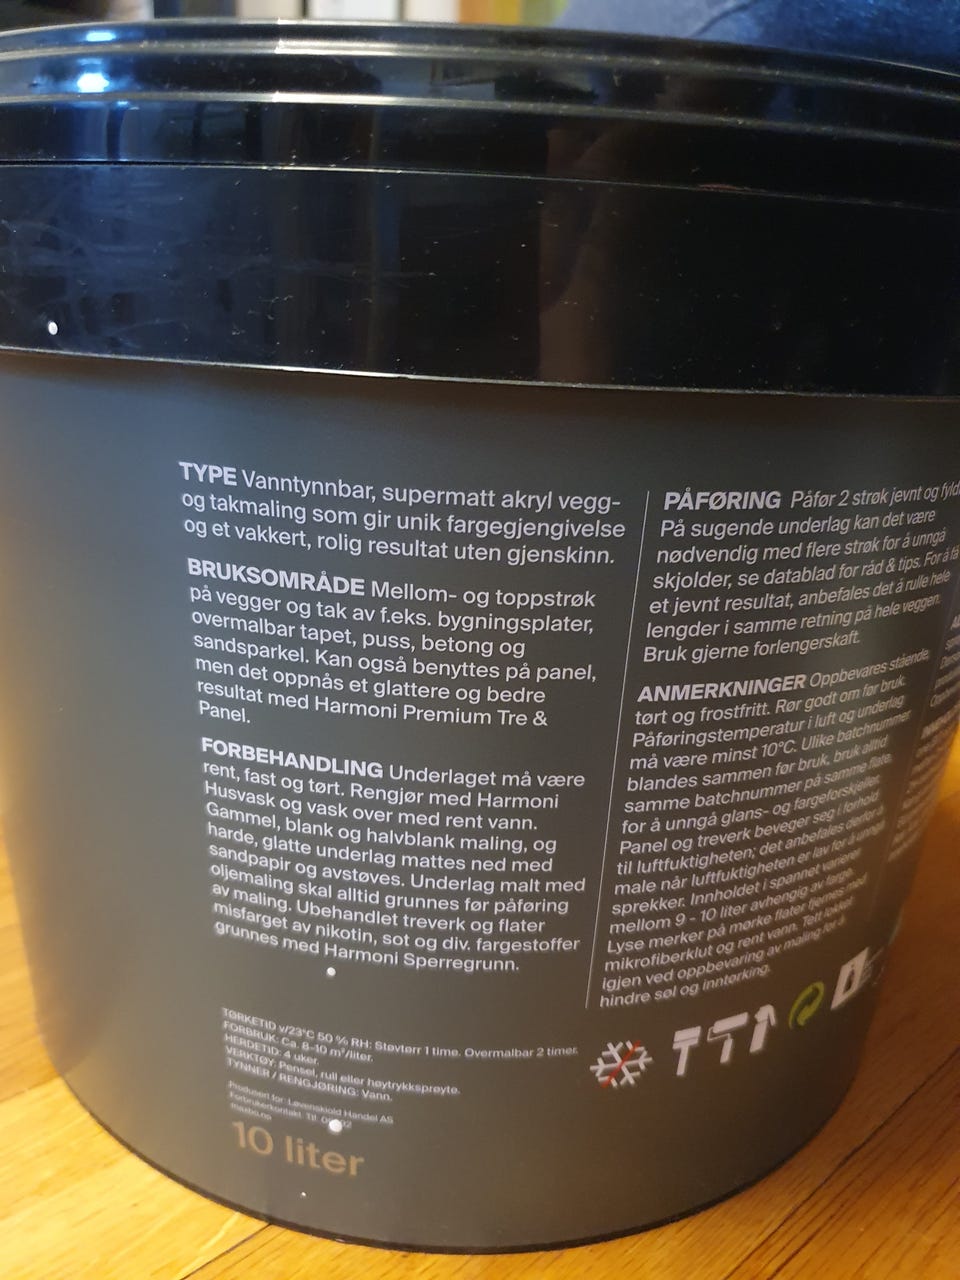 TYPE Vanntynnbar, supermatt akryl vegg-
og takmaling som gir unik fargegjengivelse
og et vakkert, rolig resultat uten gjenskinn.
BRUKSOMRÅDE Mellom- og toppstrøk
på vegger og tak av f.eks. bygningsplater,
overmalbar tapet, puss, betong og
sandsparkel. Kan også benyttes på panel,
men det oppnås et glattere og bedre
resultat med Harmoni Premium Tre &
Panel.
FORBEHANDLING Underlaget må være
rent, fast og tørt. Rengjør med Harmoni
Husvask og vask over med rent vann.
Gammel, blank og halvblank maling, og
harde, glatte underlag mattes ned med
sandpapir og avstøves. Underlag malt med
oljemaling skal alltid grunnes før påføring
av maling. Ubehandlet treverk og flater
misfarget av nikotin, sot og div. fargestoffer
grunnes med Harmoni Sperregrunn.
TØRKETID v/23°C 50 % RH: Støvtørr 1 time. Overmalbar 2 timer.
FORBRUK: Ca. 8-10 m²/liter.
HERDETID: 4 uker.
VERKTØY: Pensel, rull eller høytrykksprøyte.
TYNNER / RENGJØRING: Vann.
Produsert for: Løvenskiold Handel AS
Forbrukerkontakt: Tlf.
maxbo.no
10 liter
PÅFØRING Påfør 2 strøk jevnt og
På sugende underlag kan det være
nødvendig med flere strøk for å unngå
skjolder, se datablad for råd & tips. For å få
et jevnt resultat, anbefales det å rulle hele
lengder i samme retning på hele veggen.
Bruk gjerne forlengerskaft.
ANMERKNINGER Oppbevares stående,
tørt og frostfritt. Rør godt om før bruk.
Påføringstemperatur i luft og underlag
må være minst 10°C. Ulike batchnummer
blandes sammen før bruk, bruk alltid
samme batchnummer på samme flate,
for å unngå glans- og fargeforskjeller.
Panel og treverk beveger seg i forhold
til luftfuktigheten; det anbefales derfor å
male når luftfuktigheten er lav for å unngå
sprekker. Innholdet i spannet varierer
mellom 9 - 10 liter avhengig av farge.
Lyse merker på mørke flater fjernes med
mikrofiberklut og rent vann. Tett lokket
igjen ved oppbevaring av maling for å
hindre søl og inntørking.